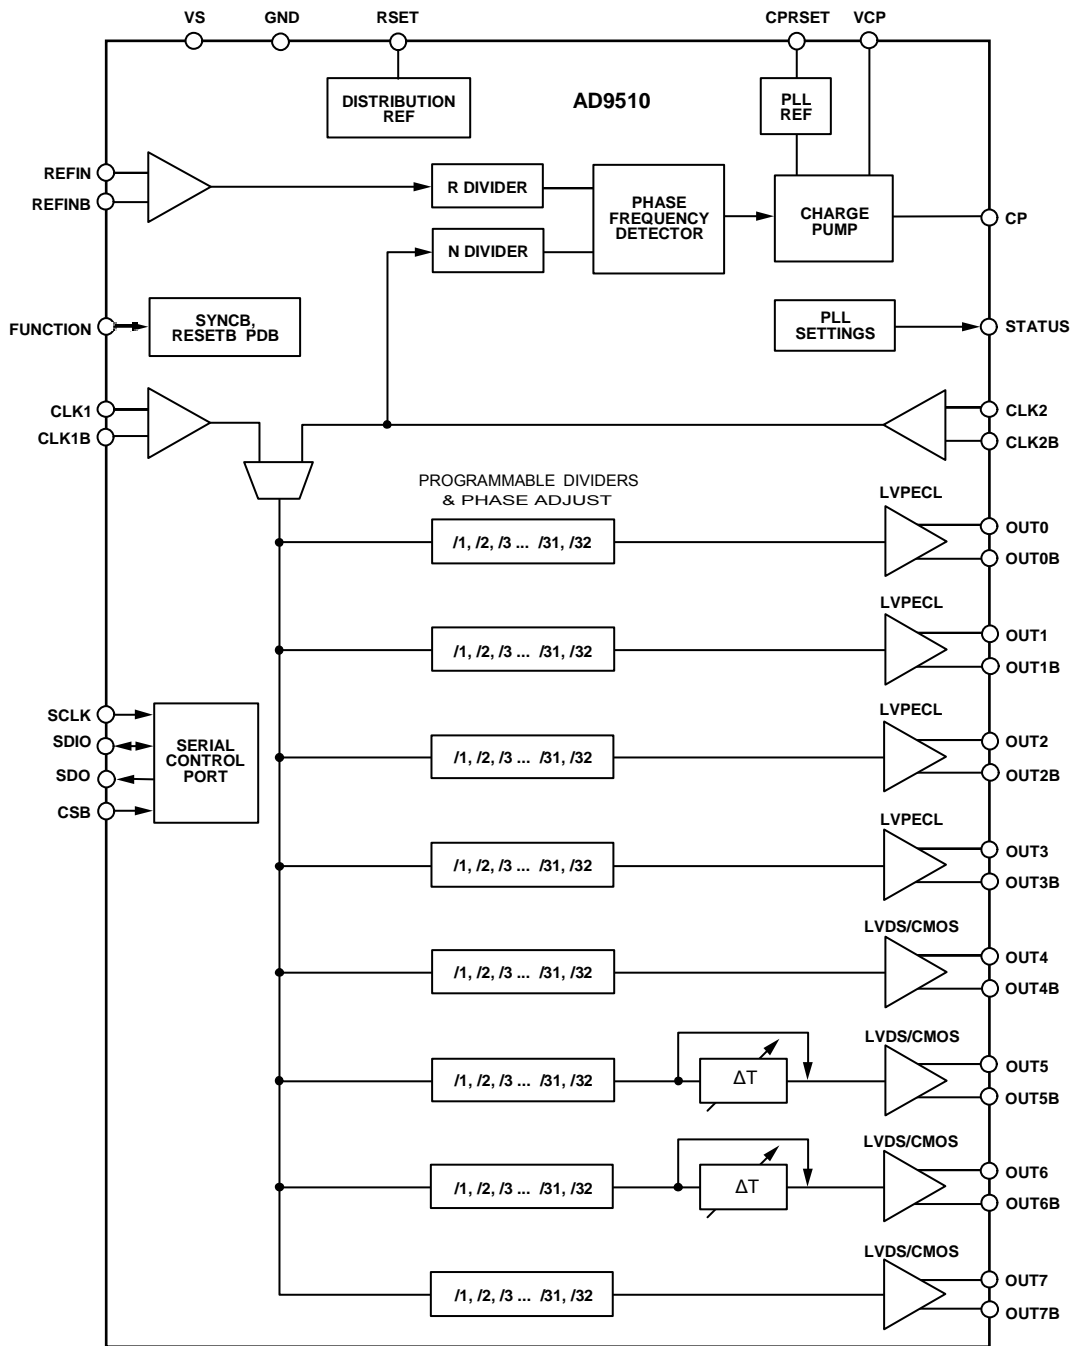 VS
GND
RSET
CPRSET
VCP
DISTRIBUTION
REF
AD9510
PLL
REF
REFIN
REFINB
R DIVIDER
N DIVIDER
PHASE
FREQUENCY
DETECTOR
CHARGE
PUMP
CP
FUNCTION
SYNCB,
RESETB PDB
PLL
SETTINGS
STATUS
CLK1
CLK1B
CLK2
CLK2B
PROGRAMMABLE DIVIDERS
& PHASE ADJUST
LVPECL
/1, /2, /3 ... /31, /32
OUT0
OUT0B
LVPECL
/1, /2, /3 ... /31, /32
OUT1
OUT1B
SCLK
SDIO
SDO
CSB
SERIAL
CONTROL
PORT
LVPECL
/1, /2, /3 ... /31, /32
OUT2
OUT2B
LVPECL
/1, /2, /3 ... /31, /32
OUT3
OUT3B
LVDS/CMOS
/1, /2, /3 ... /31, /32
OUT4
OUT4B
LVDS/CMOS
/1, /2, /3 ... /31, /32
ΔT
OUT5
OUT5B
LVDS/CMOS
/1, /2, /3 ... /31, /32
ΔT
OUT6
OUT6B
LVDS/CMOS
/1, /2, /3 ... /31, /32
OUT7
OUT7B